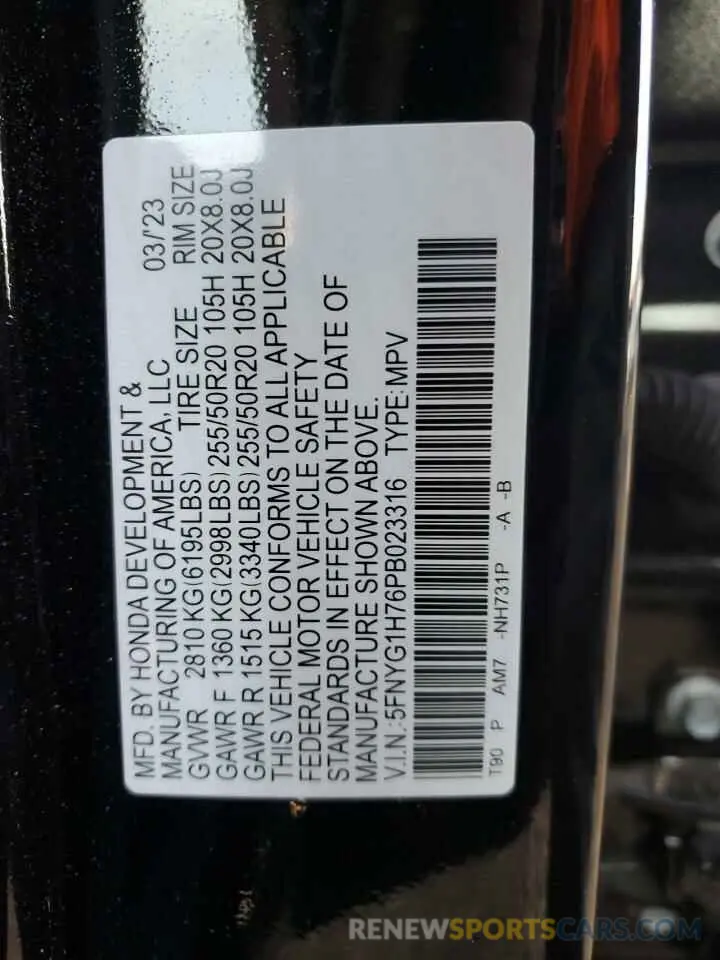 MFD. BY HONDA DEVELOPMENT & 03/'23
MANUFACTURING OF AMERICA, LLC
GVWR 2810 KG(6195LBS) TIRE SIZE RIM SIZE
GAWR F 1360 KG(2998LBS) 255/50R20 105H 20X8.0J
GAWR R 1515 KG(3340LBS) 255/50R20 105H 20X8.0J
THIS VEHICLE CONFORMS TO ALL APPLICABLE
FEDERAL MOTOR VEHICLE SAFETY
STANDARDS IN EFFECT ON THE DATE OF
MANUFACTURE SHOWN ABOVE.
V.I.N.:5FNYG1H76PB023316 TYPE:MPV
T90 P AM7 -NH731P -A -B
RENEWSPORTSCARS.COM